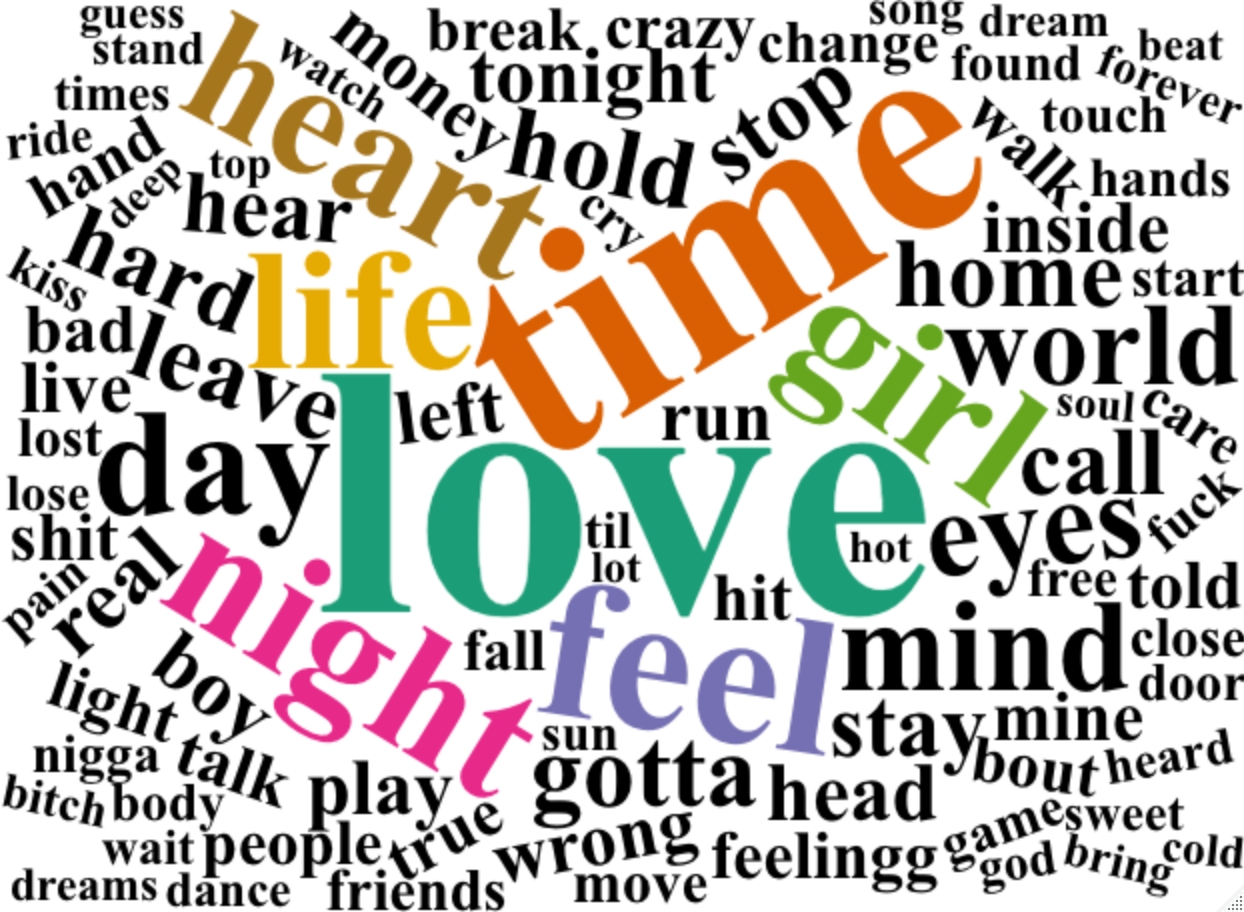 guess
stand
times
ride
hand
deep
top
hear
heart
watch
money
break
crazy
tonight
change
song
dream
found
beat
forever
touch
hold
stop
cry
time
walk
hands
inside
home
start
hard
kiss
bad
life
leave
live
left
lost
day
lose
shit
pain
real
love
run
girl
world
soul
care
call
eyes
fuck
til
lot
hot
hit
free
told
night
fall
feel
mind
close
door
boy
light
talk
nigga
bitch
body
play
sun
gotta
stay
mine
bout
heard
head
wait
people
true
wrong
feelingg
game
sweet
god
bring
cold
dreams
dance
friends
move